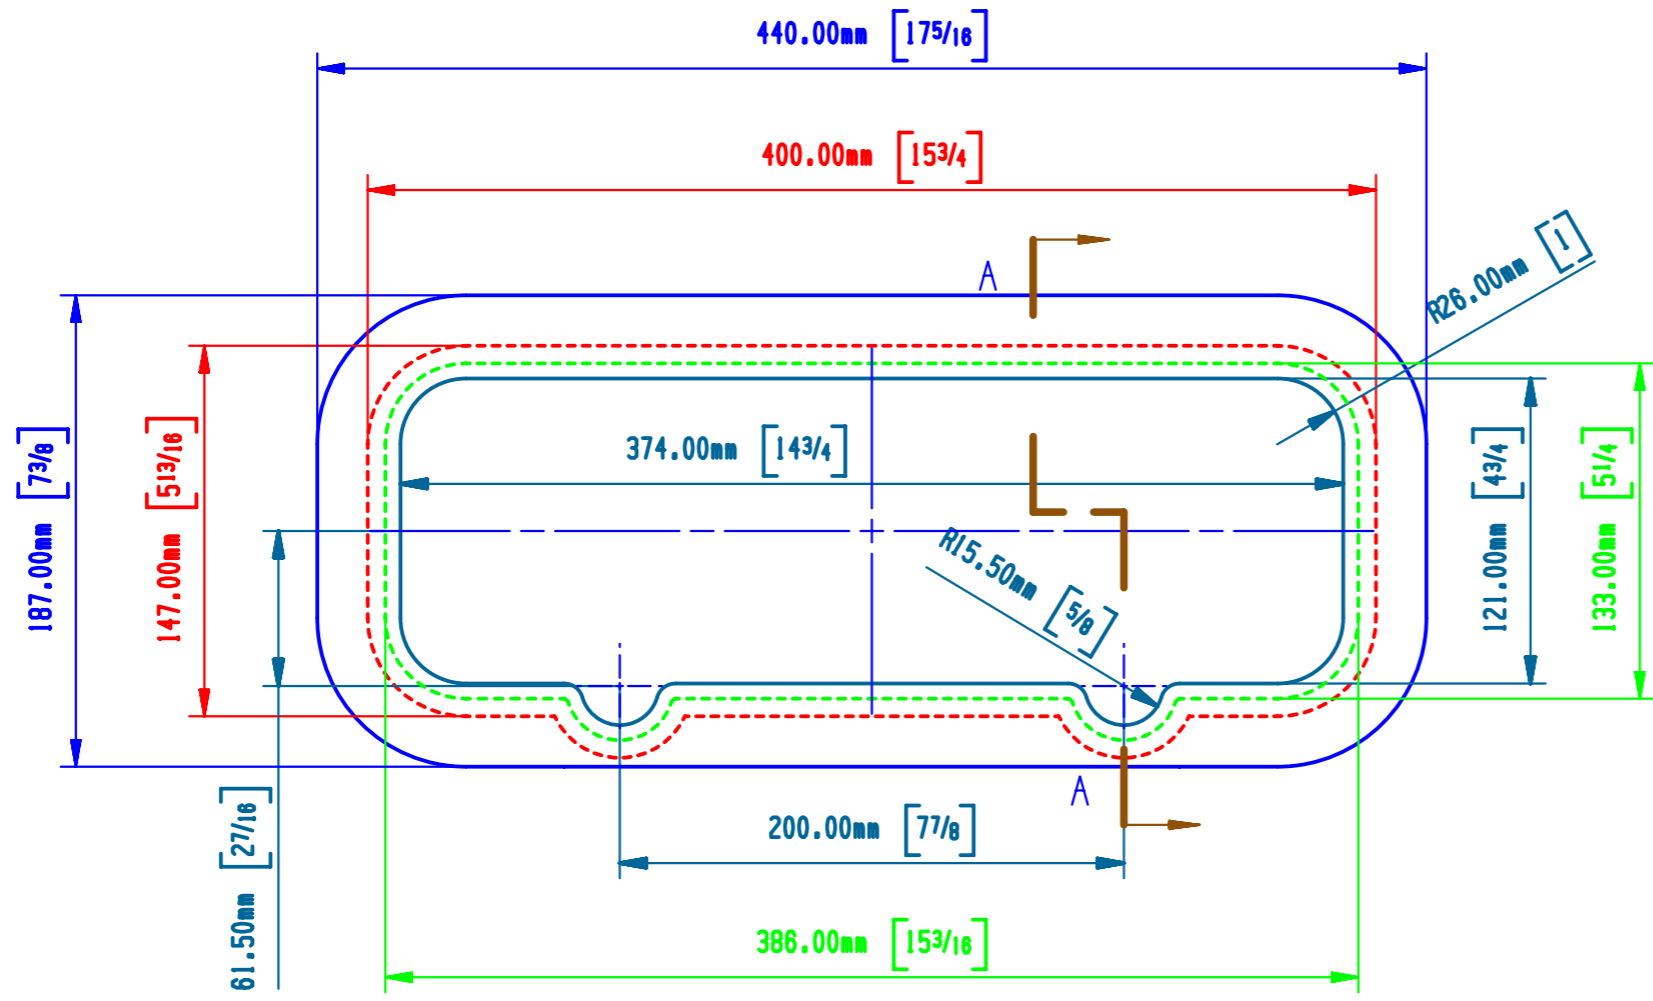 440.00mm [17 5/16]
400.00mm [15 3/4]
R26.00mm [1]
A
374.00mm [14 3/4]
187.00mm [7 3/8]
147.00mm [5 13/16]
121.00mm [4 3/4]
133.00mm [5 1/4]
R15.50mm [5/8]
A
61.50mm [2 7/16]
200.00mm [7 7/8]
386.00mm [15 3/16]